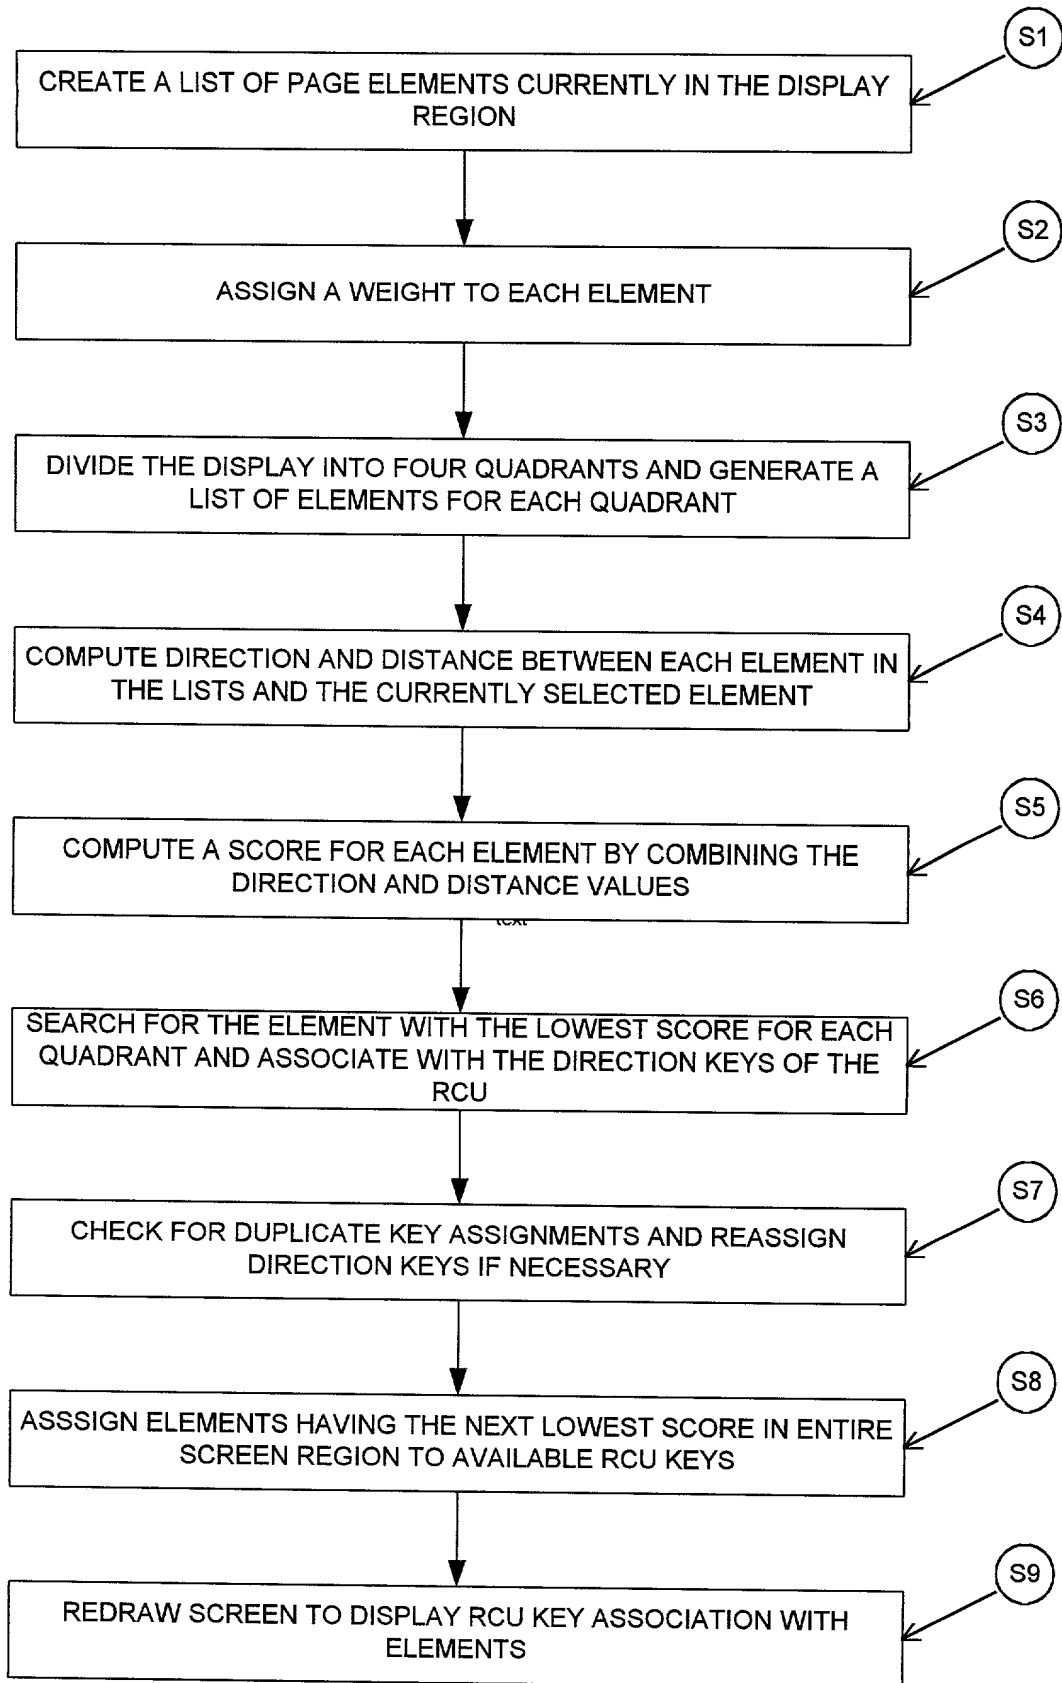 S1
CREATE A LIST OF PAGE ELEMENTS CURRENTLY IN THE DISPLAY
REGION
S2
ASSIGN A WEIGHT TO EACH ELEMENT
S3
DIVIDE THE DISPLAY INTO FOUR QUADRANTS AND GENERATE A
LIST OF ELEMENTS FOR EACH QUADRANT
S4
COMPUTE DIRECTION AND DISTANCE BETWEEN EACH ELEMENT IN
THE LISTS AND THE CURRENTLY SELECTED ELEMENT
S5
COMPUTE A SCORE FOR EACH ELEMENT BY COMBINING THE
DIRECTION AND DISTANCE VALUES
text
S6
SEARCH FOR THE ELEMENT WITH THE LOWEST SCORE FOR EACH
QUADRANT AND ASSOCIATE WITH THE DIRECTION KEYS OF THE
RCU
S7
CHECK FOR DUPLICATE KEY ASSIGNMENTS AND REASSIGN
DIRECTION KEYS IF NECESSARY
S8
ASSSIGN ELEMENTS HAVING THE NEXT LOWEST SCORE IN ENTIRE
SCREEN REGION TO AVAILABLE RCU KEYS
S9
REDRAW SCREEN TO DISPLAY RCU KEY ASSOCIATION WITH
ELEMENTS